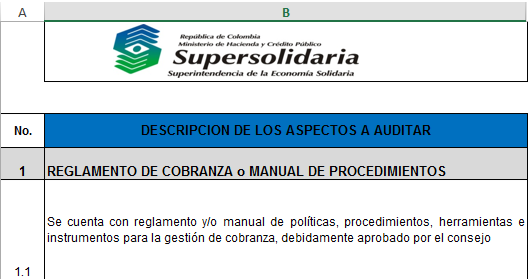 A B
República de Colombia
Ministerio de Hacienda y Crédito Público
Supersolidaria
Superintendencia de la Economía Solidaria
No. DESCRIPCION DE LOS ASPECTOS A AUDITAR
1 REGLAMENTO DE COBRANZA o MANUAL DE PROCEDIMIENTOS
Se cuenta con reglamento y/o manual de políticas, procedimientos, herramientas e
instrumentos para la gestión de cobranza, debidamente aprobado por el consejo
1.1